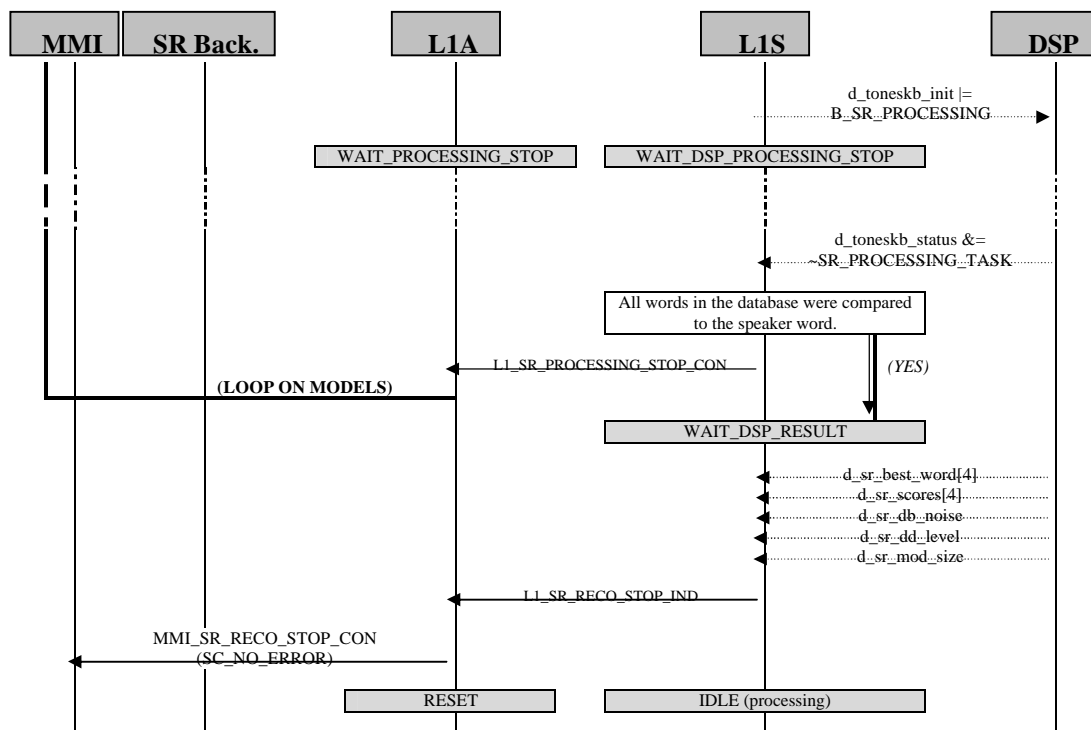 MMI
SR Back.
L1A
L1S
DSP
d_toneskb_init |=
B_SR_PROCESSING
WAIT_PROCESSING_STOP
WAIT_DSP_PROCESSING_STOP
d_toneskb_status &=
~SR_PROCESSING_TASK
All words in the database were compared
to the speaker word.
L1_SR_PROCESSING_STOP_CON
(YES)
(LOOP ON MODELS)
WAIT_DSP_RESULT
d_sr_best_word[4]
d_sr_scores[4]
d_sr_db_noise
d_sr_dd_level
d_sr_mod_size
L1_SR_RECO_STOP_IND
MMI_SR_RECO_STOP_CON
(SC_NO_ERROR)
RESET
IDLE (processing)